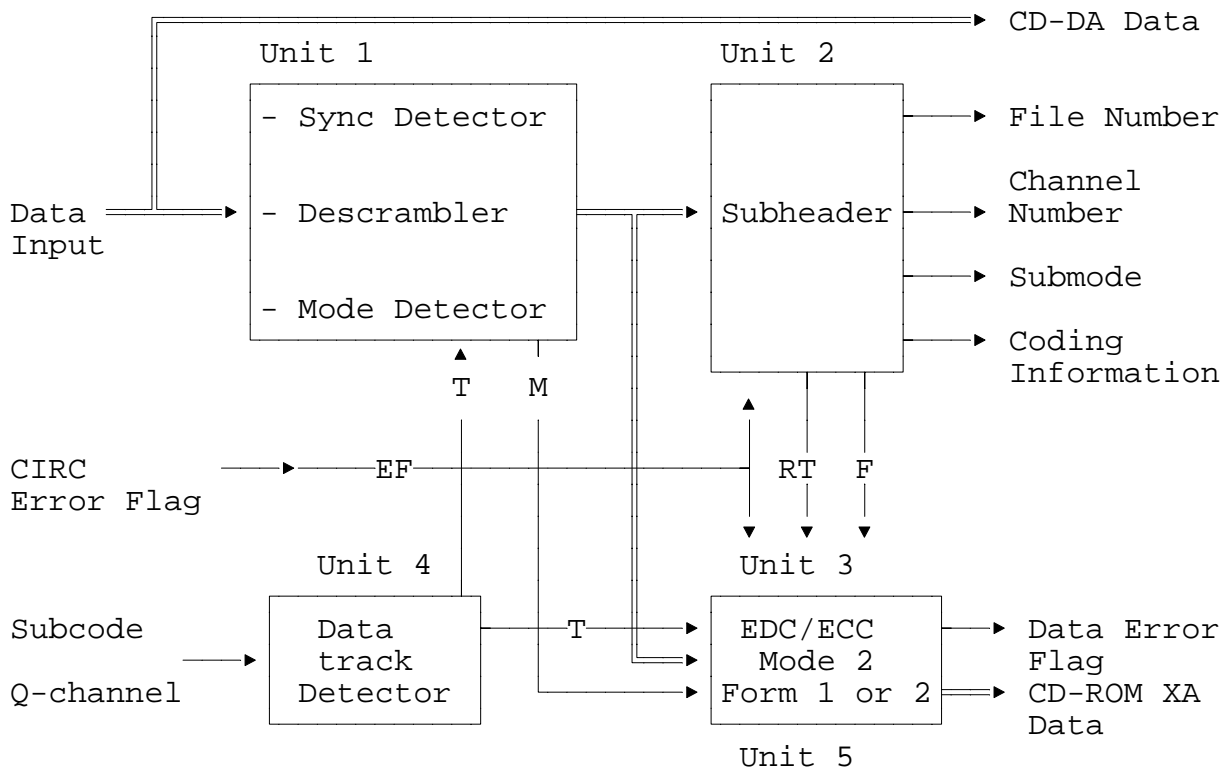 CD-DA Data
Unit 1
Unit 2
- Sync Detector
File Number
Channel
Number
Data
Input
- Descrambler
Subheader
Submode
- Mode Detector
Coding
Information
T
M
CIRC
Error Flag
EF
RT
F
Unit 4
Unit 3
Subcode
Q-channel
Data
track
Detector
T
EDC/ECC
Mode 2
Form 1 or 2
Data Error
Flag
CD-ROM XA
Data
Unit 5